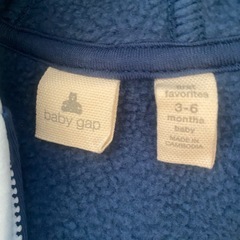 baby gap
first
favorites
3-6
months
baby
MADE IN
CAMBODIA